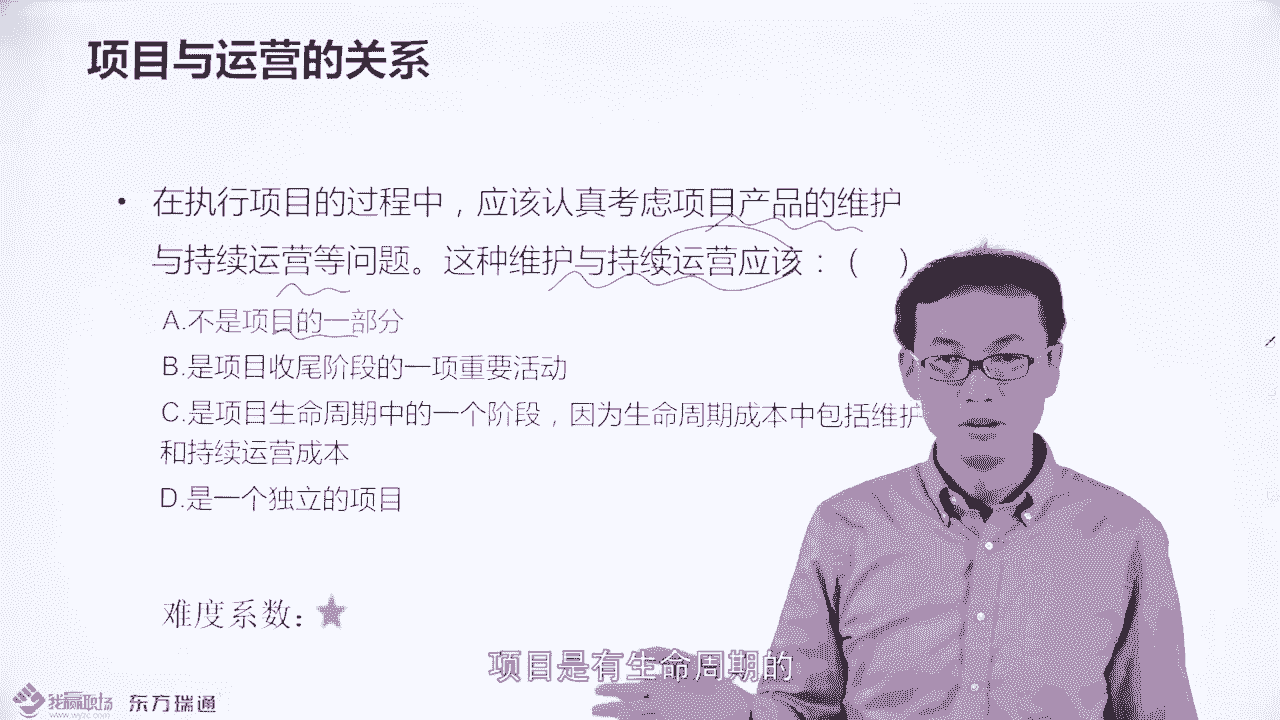 项目与运营的关系
• 在执行项目的过程中，应该认真考虑项目产品的维护
与持续运营等问题。这种维护与持续运营应该：（ ）
A.不是项目的一部分
B.是项目收尾阶段的一项重要活动
C.是项目生命周期中的一个阶段，因为生命周期成本中包括维护
和持续运营成本
D.是一个独立的项目
难度系数：★
项目是有生命周期的
我赢职场 东方瑞通
www.wyzc.com